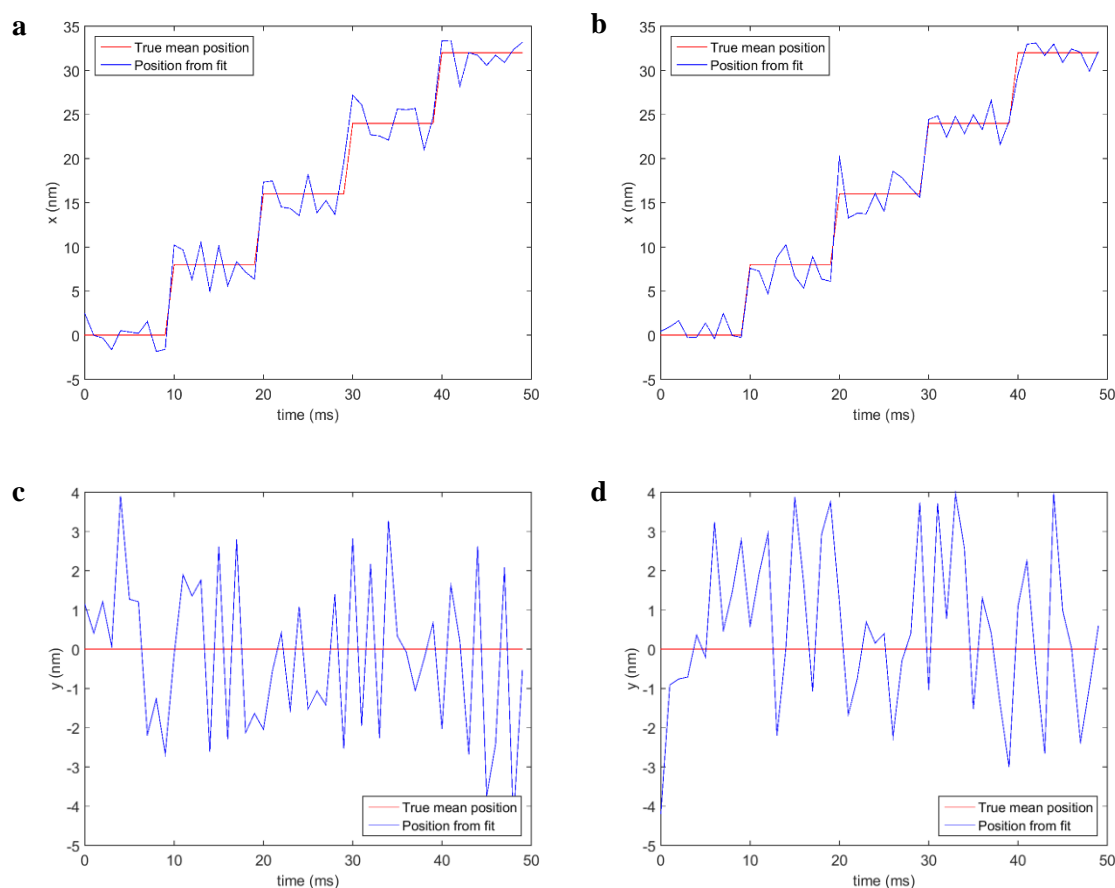 a
35
30
25
20
15
10
5
0
-5
x (nm)
True mean position
Position from fit
0 10 20 30 40 50
time (ms)
b
35
30
25
20
15
10
5
0
-5
x (nm)
True mean position
Position from fit
0 10 20 30 40 50
time (ms)
c
4
3
2
1
0
-1
-2
-3
-4
-5
y (nm)
True mean position
Position from fit
0 10 20 30 40 50
time (ms)
d
4
3
2
1
0
-1
-2
-3
-4
-5
y (nm)
True mean position
Position from fit
0 10 20 30 40 50
time (ms)